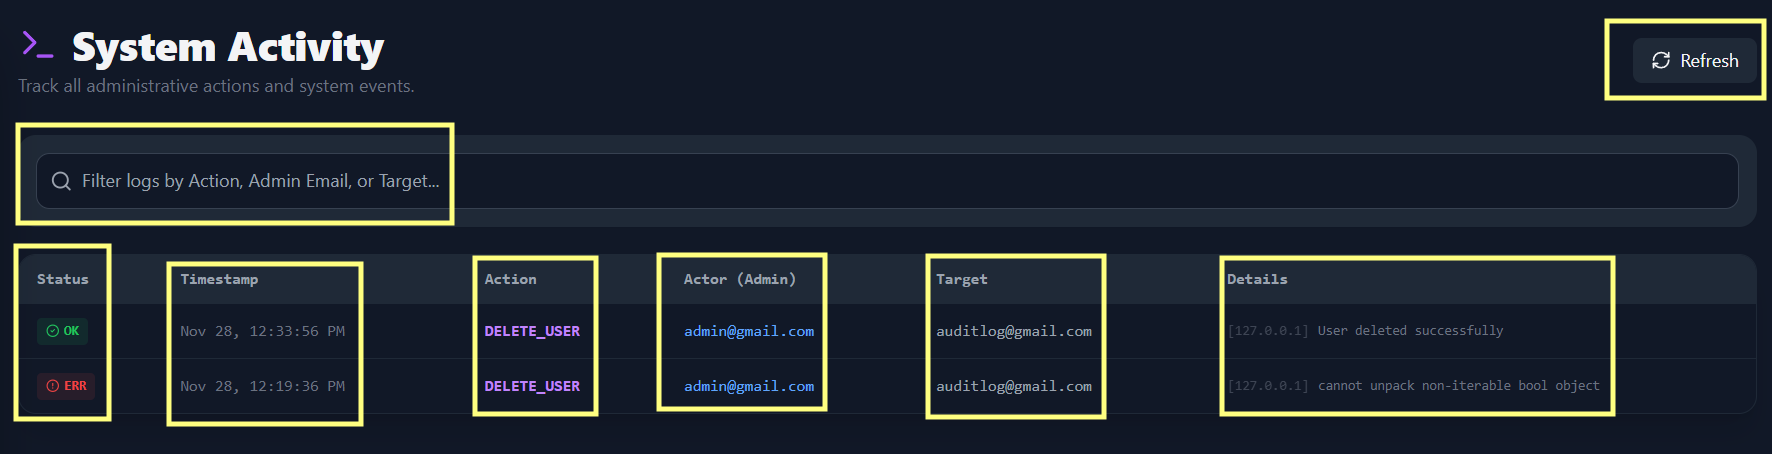 System Activity
Track all administrative actions and system events.
Refresh
Filter logs by Action, Admin Email, or Target...
Status Timestamp Action Actor (Admin) Target Details
OK Nov 28, 12:33:56 PM DELETE_USER admin@gmail.com auditlog@gmail.com [127.0.0.1] User deleted successfully
ERR Nov 28, 12:19:36 PM DELETE_USER admin@gmail.com auditlog@gmail.com [127.0.0.1] cannot unpack non-iterable bool object